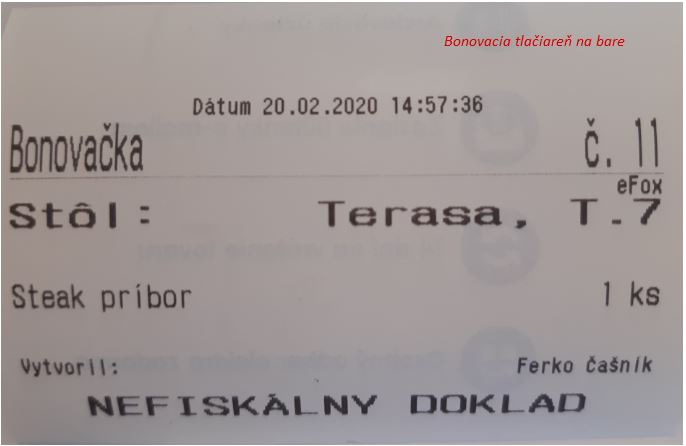 Bonovacia tlačiareň na bare
Dátum 20.02.2020 14:57:36
Bonovačka č. 11
eFox
Stôl: Terasa, T.7
Steak príbor 1 ks
Vytvoril: Ferko čašník
NEFISKÁLNY DOKLAD